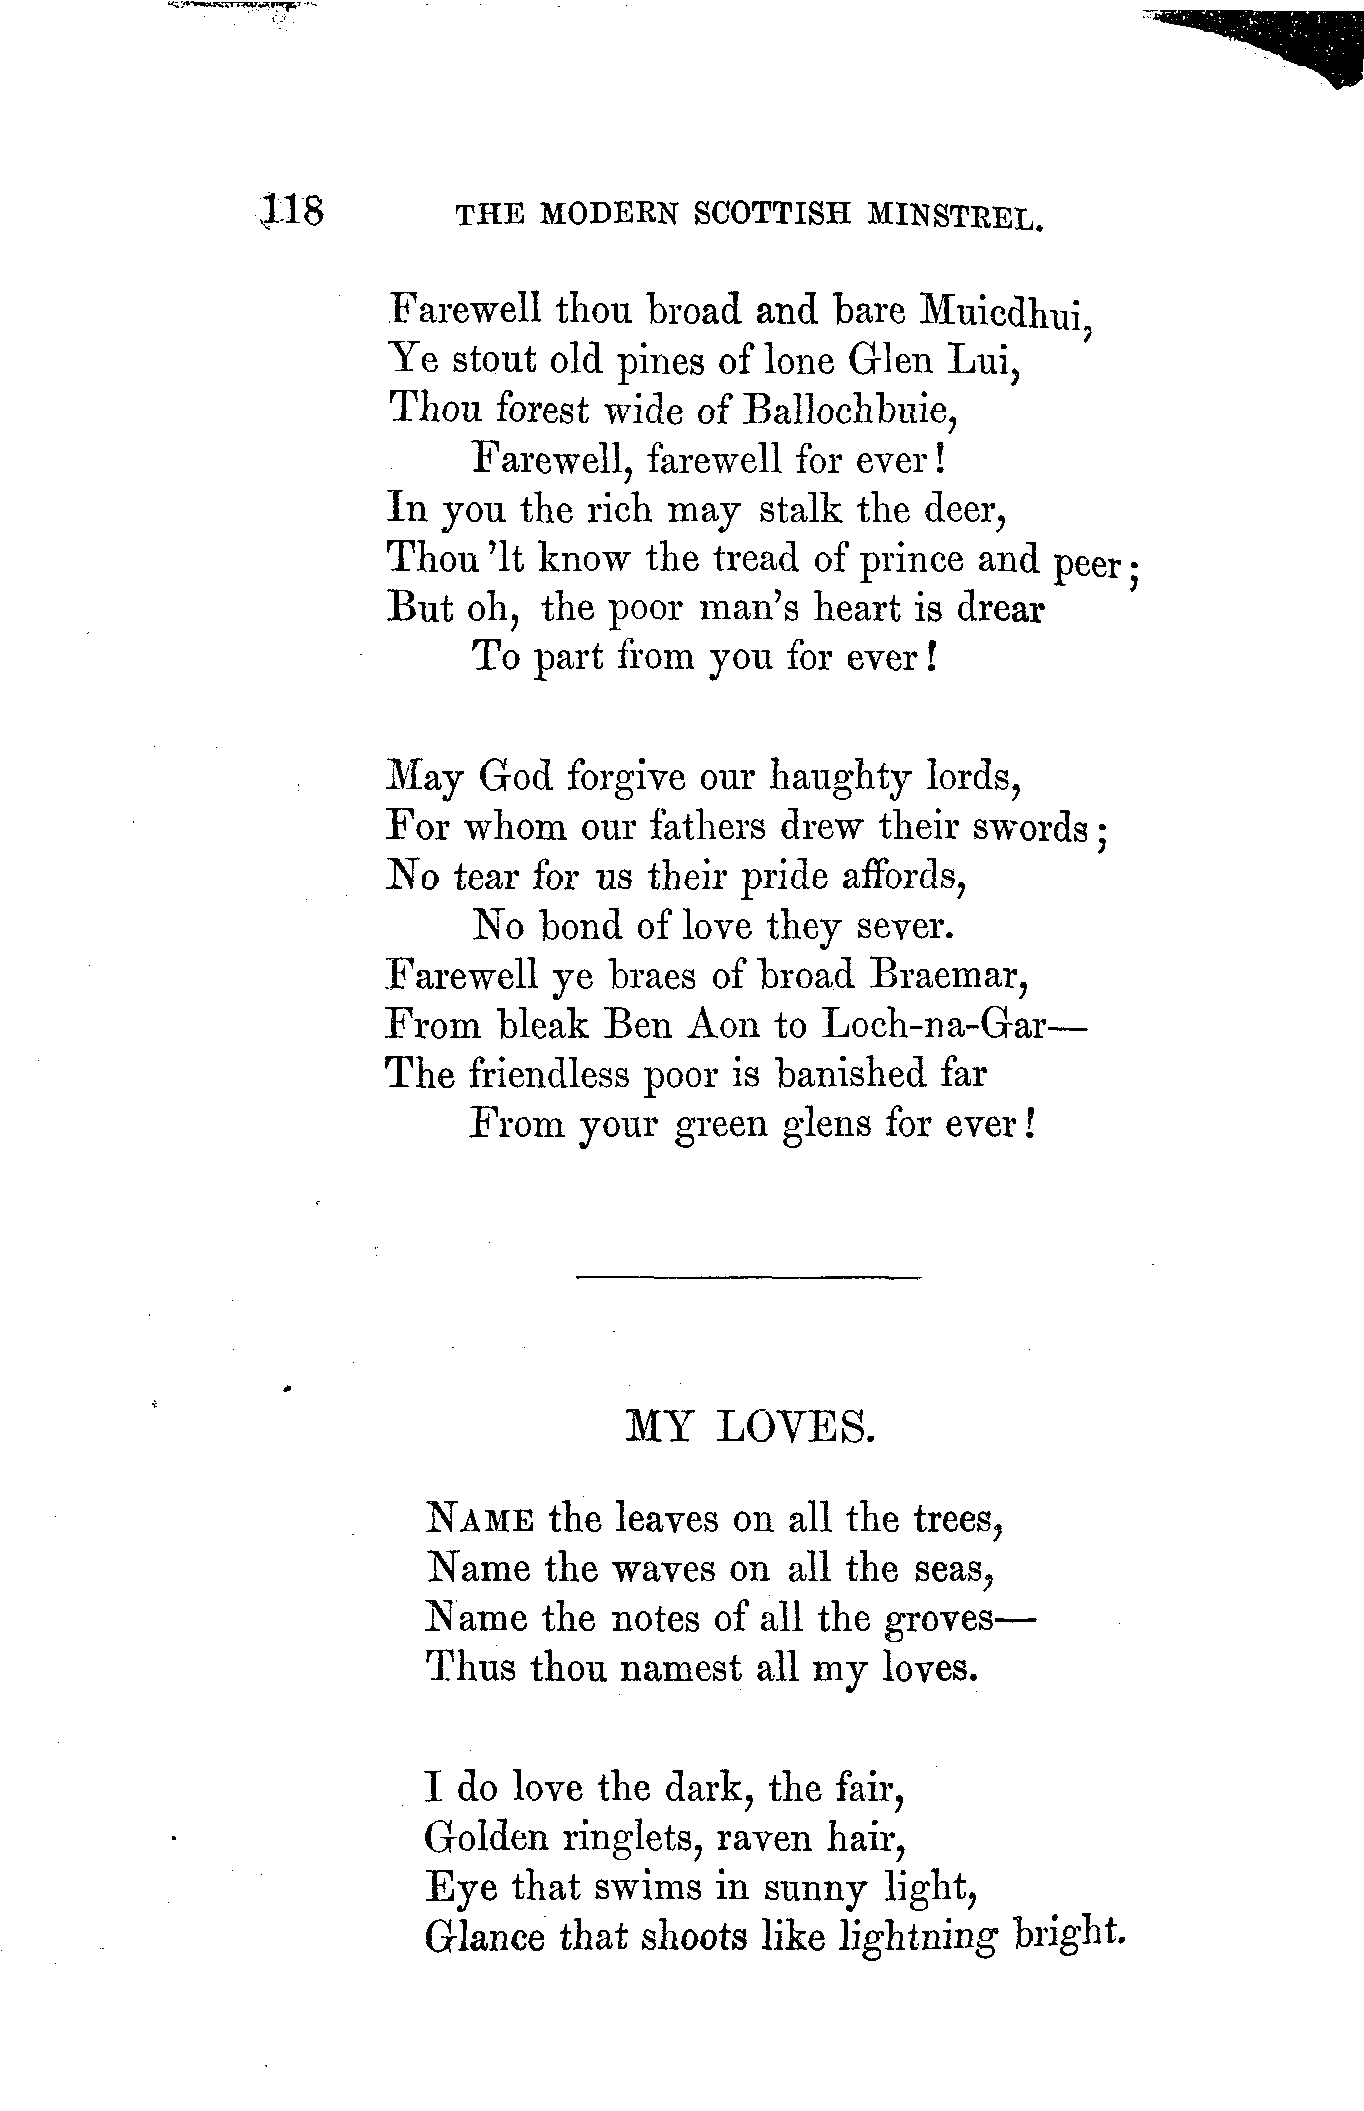 118 THE MODERN SCOTTISH MINSTREL.
Farewell thou broad and bare Muicdhui,
Ye stout old pines of lone Glen Lui,
Thou forest wide of Ballochbuie,
Farewell, farewell for ever!
In you the rich may stalk the deer,
Thou 'lt know the tread of prince and peer;
But oh, the poor man's heart is drear
To part from you for ever!
May God forgive our haughty lords,
For whom our fathers drew their swords;
No tear for us their pride affords,
No bond of love they sever.
Farewell ye braes of broad Braemar,
From bleak Ben Aon to Loch-na-Gar—
The friendless poor is banished far
From your green glens for ever!
MY LOVES.
NAME the leaves on all the trees,
Name the waves on all the seas,
Name the notes of all the groves—
Thus thou namest all my loves.
I do love the dark, the fair,
Golden ringlets, raven hair,
Eye that swims in sunny light,
Glance that shoots like lightning bright.